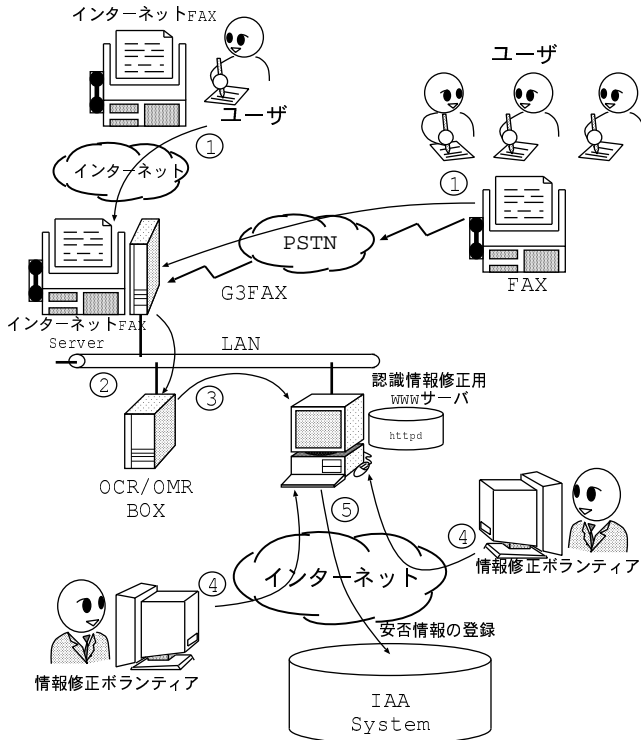 インターネットFAX
ユーザ
ユーザ
①
インターネット
①
PSTN
G3FAX
FAX
インターネットFAX
Server
LAN
②
③
認識情報修正用
WWWサーバ
httpd
OCR/OMR
BOX
⑤
④
情報修正ボランティア
インターネット
④
安否情報の登録
情報修正ボランティア
IAA
System